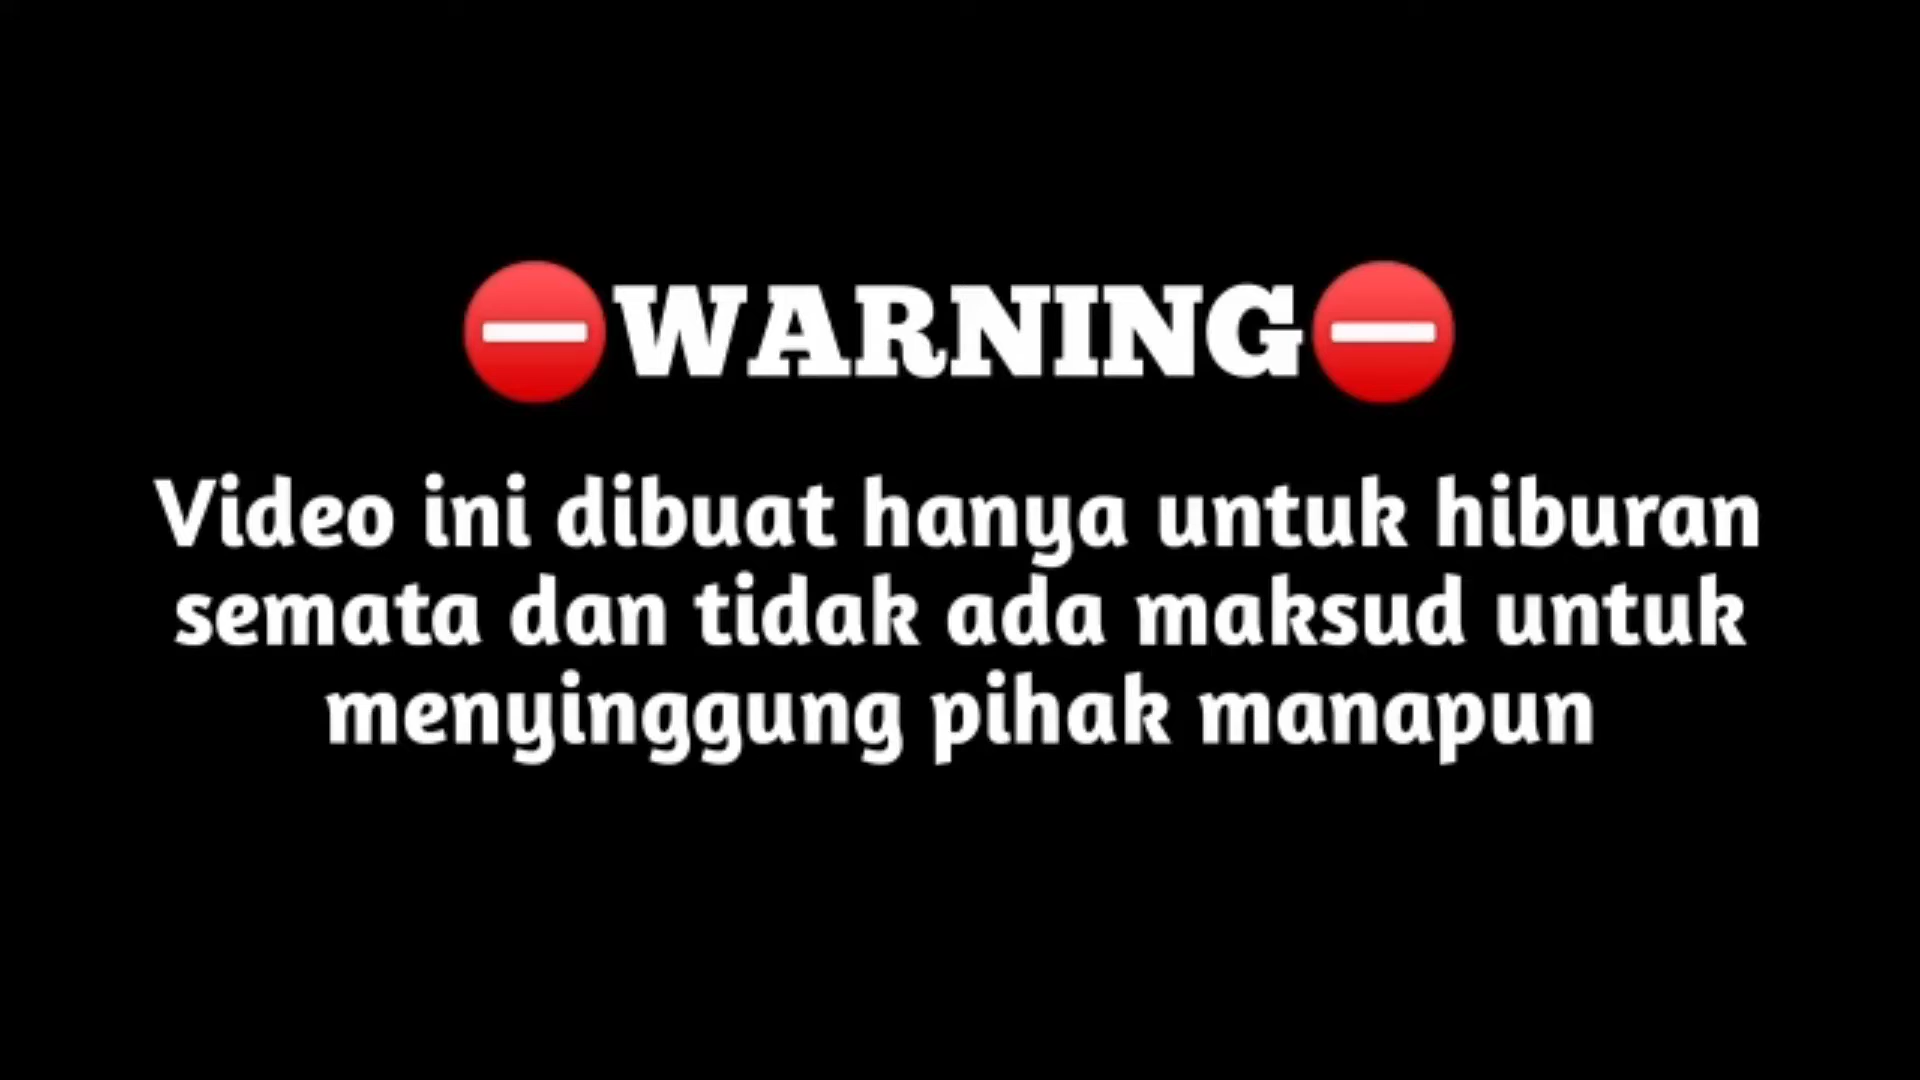 ⛔WARNING⛔
Video ini dibuat hanya untuk hiburan
semata dan tidak ada maksud untuk
menyinggung pihak manapun